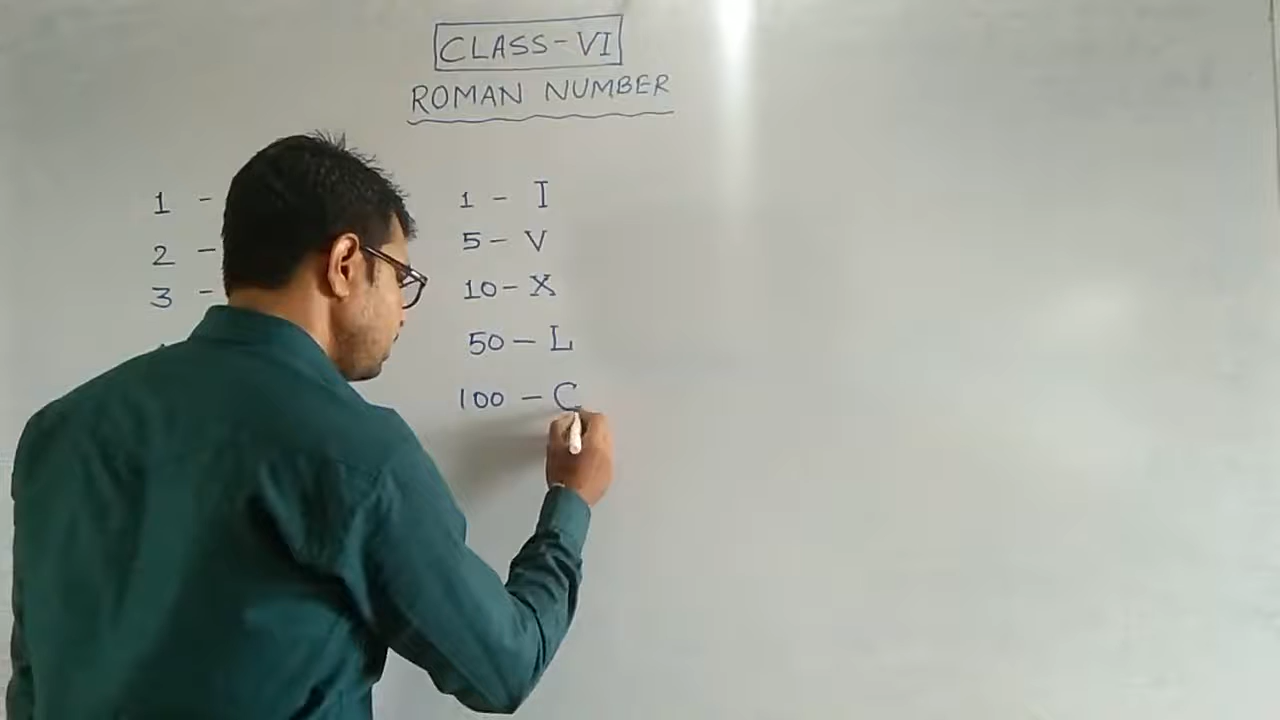 CLASS-VI
ROMAN NUMBER
1 -
2 -
3 -
1 - I
5 - V
10 - X
50 - L
100 - C